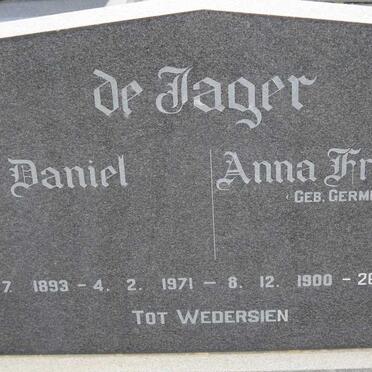 de Jager
Daniel Anna Fr
(GEB. GERM
7. 1893 - 4. 2. 1971 - 8. 12. 1900 - 2
TOT WEDERSIEN